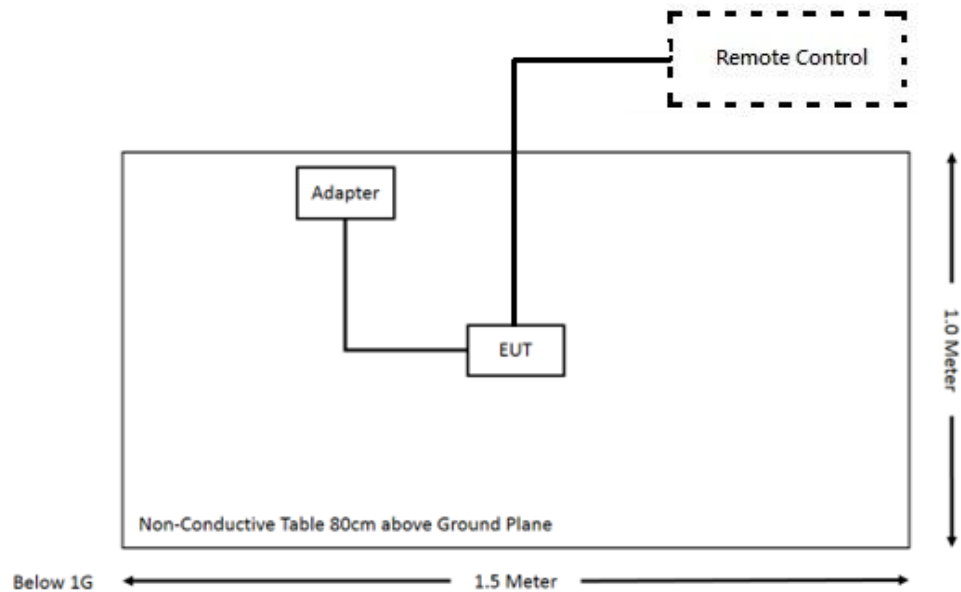 Remote Control
Adapter
EUT
1.0 Meter
Non-Conductive Table 80cm above Ground Plane
Below 1G
1.5 Meter